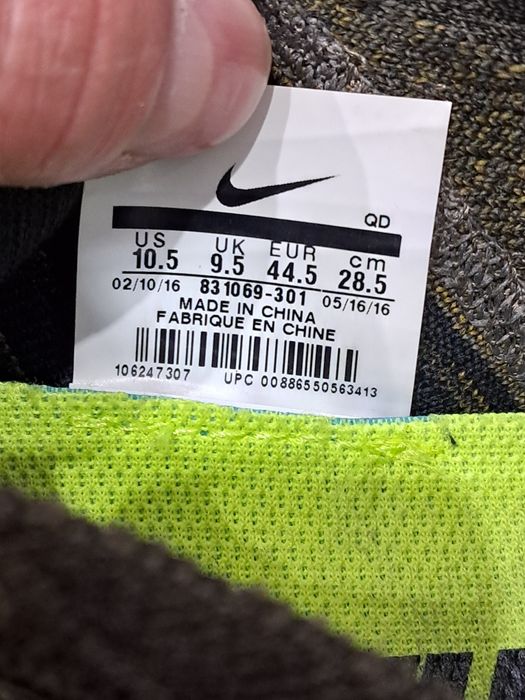 QD
US UK EUR cm
10.5 9.5 44.5 28.5
02/10/16 831069-301 05/16/16
MADE IN CHINA
FABRIQUE EN CHINE
106247307 UPC 00886550563413